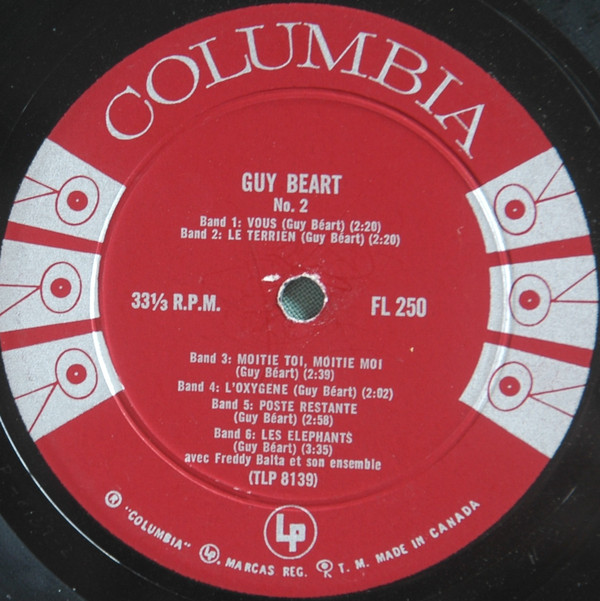 COLUMBIA
GUY BEART
No. 2
Band 1: VOUS (Guy Béart) (2:20)
Band 2: LE TERRIEN (Guy Béart) (2:20)
33⅓ R.P.M.
FL 250
Band 3: MOITIE TOI, MOITIE MOI
(Guy Béart) (2:39)
Band 4: L'OXYGENE (Guy Béart) (2:02)
Band 5: POSTE RESTANTE
(Guy Béart) (2:58)
Band 6: LES ELEPHANTS
(Guy Béart) (3:35)
avec Freddy Balta et son ensemble
(TLP 8139)
LP
® "COLUMBIA" LP. MARCAS REG. T. M. MADE IN CANADA